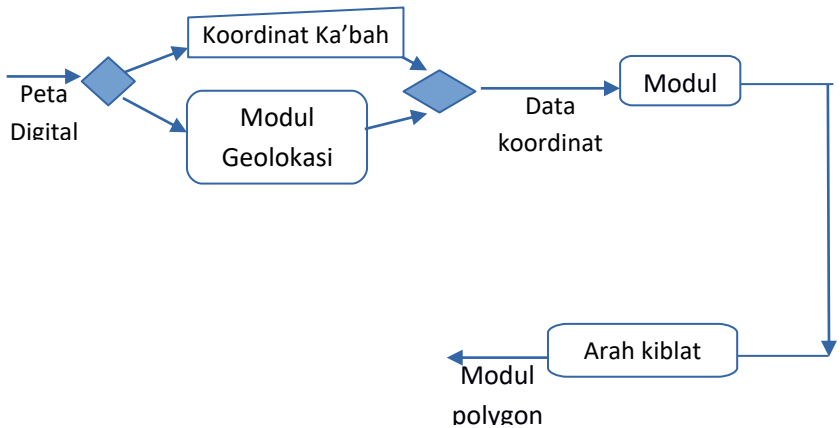 Koordinat Ka’bah
Peta
Digital
Modul
Geolokasi
Data
koordinat
Modul
Arah kiblat
Modul
polygon